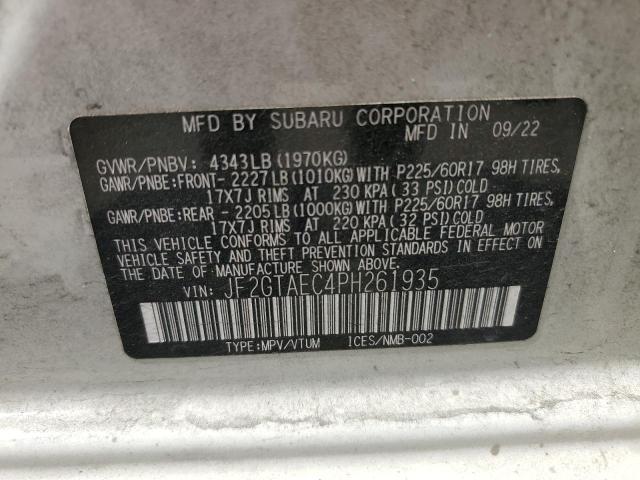 MFD BY SUBARU CORPORATION
MFD IN 09/22
GVWR/PNBV: 4343LB (1970KG)
GAWR/PNBE:FRONT- 2227LB (1010KG) WITH P225/60R17 98H TIRES,
17X7J RIMS AT 230 KPA (33 PSI) COLD
GAWR/PNBE:REAR - 2205LB (1000KG) WITH P225/60R17 98H TIRES,
17X7J RIMS AT 220 KPA (32 PSI) COLD
THIS VEHICLE CONFORMS TO ALL APPLICABLE FEDERAL MOTOR
VEHICLE SAFETY AND THEFT PREVENTION STANDARDS IN EFFECT ON
THE DATE OF MANUFACTURE SHOWN ABOVE.
VIN: JF2GTAEC4PH261935
TYPE:MPV/VTUM ICES/NMB-002